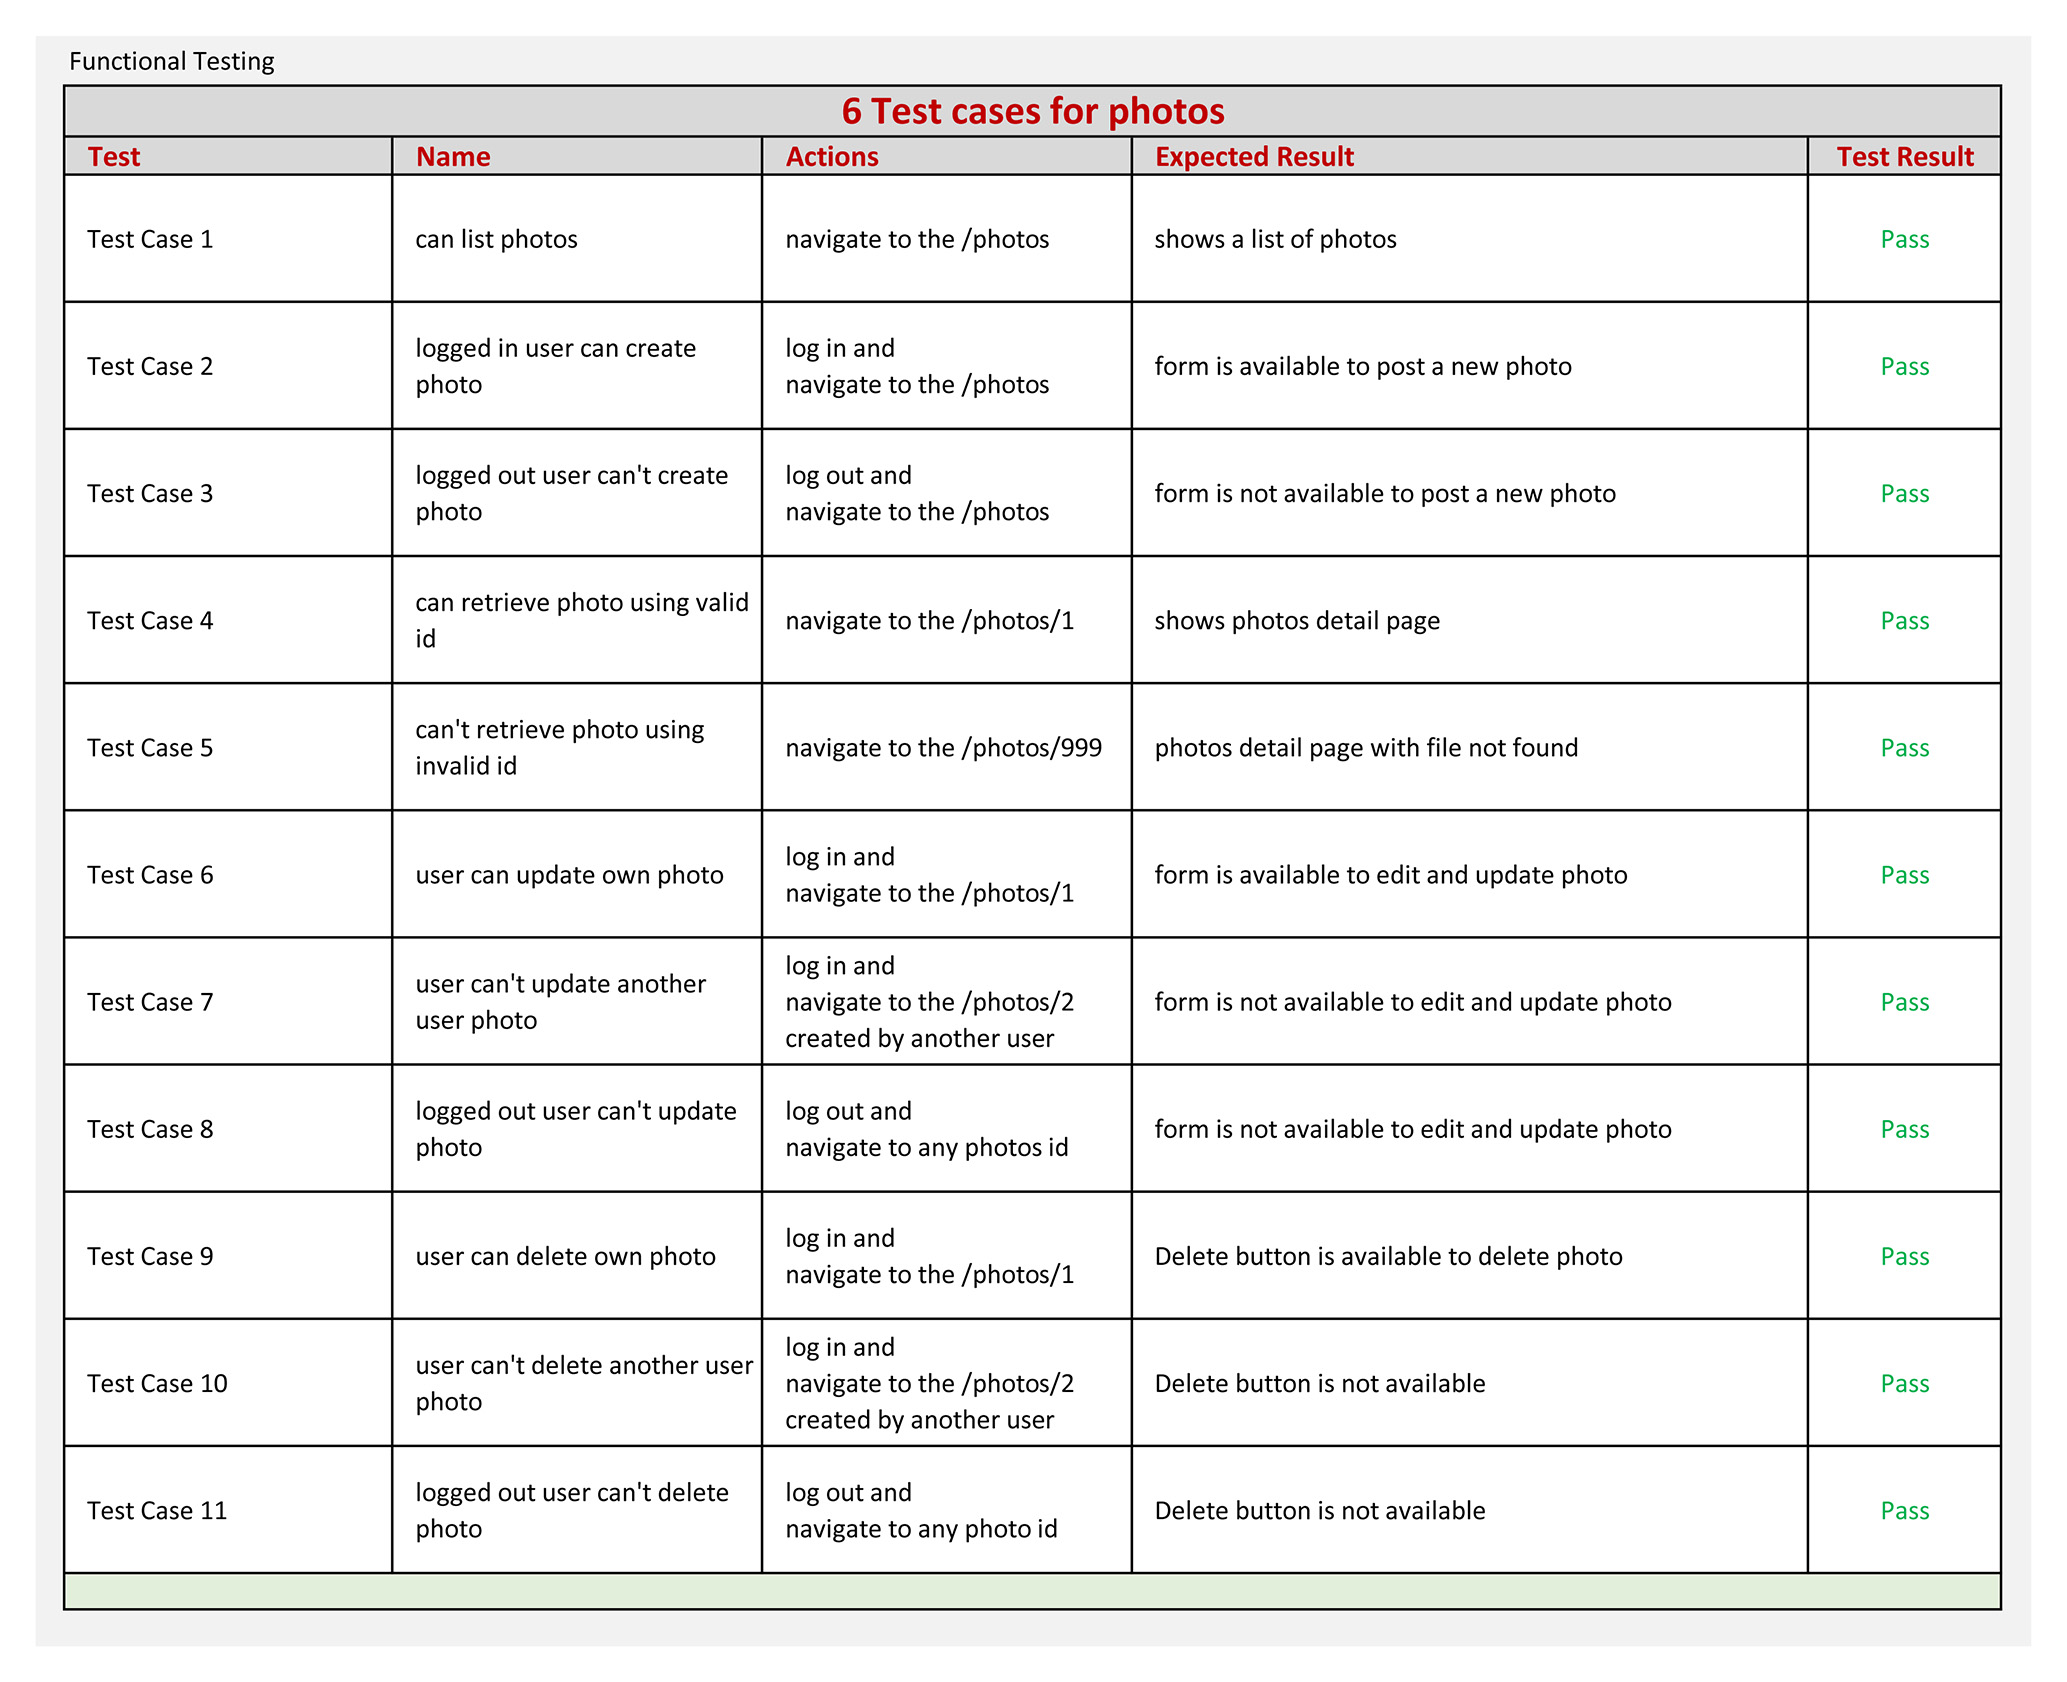 Functional Testing
6 Test cases for photos
Test Name Actions Expected Result Test Result
Test Case 1 can list photos navigate to the /photos shows a list of photos Pass
Test Case 2 logged in user can create
photo log in and
navigate to the /photos form is available to post a new photo Pass
Test Case 3 logged out user can't create
photo log out and
navigate to the /photos form is not available to post a new photo Pass
Test Case 4 can retrieve photo using valid
id navigate to the /photos/1 shows photos detail page Pass
Test Case 5 can't retrieve photo using
invalid id navigate to the /photos/999 photos detail page with file not found Pass
Test Case 6 user can update own photo log in and
navigate to the /photos/1 form is available to edit and update photo Pass
Test Case 7 user can't update another
user photo log in and
navigate to the /photos/2
created by another user form is not available to edit and update photo Pass
Test Case 8 logged out user can't update
photo log out and
navigate to any photos id form is not available to edit and update photo Pass
Test Case 9 user can delete own photo log in and
navigate to the /photos/1 Delete button is available to delete photo Pass
Test Case 10 user can't delete another user
photo log in and
navigate to the /photos/2
created by another user Delete button is not available Pass
Test Case 11 logged out user can't delete
photo log out and
navigate to any photo id Delete button is not available Pass